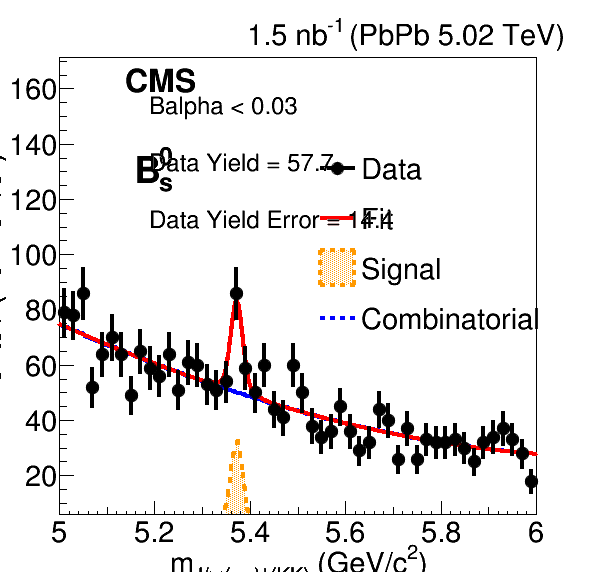 1.5 nb⁻¹ (PbPb 5.02 TeV)
CMS
Balpha < 0.03
B⁰ₛ
Data Yield = 57.7
Data Yield Error = 14.4
Data
Fit
Signal
Combinatorial
160
140
120
100
80
60
40
20
5
5.2
5.4
5.6
5.8
6
(GeV/c²)